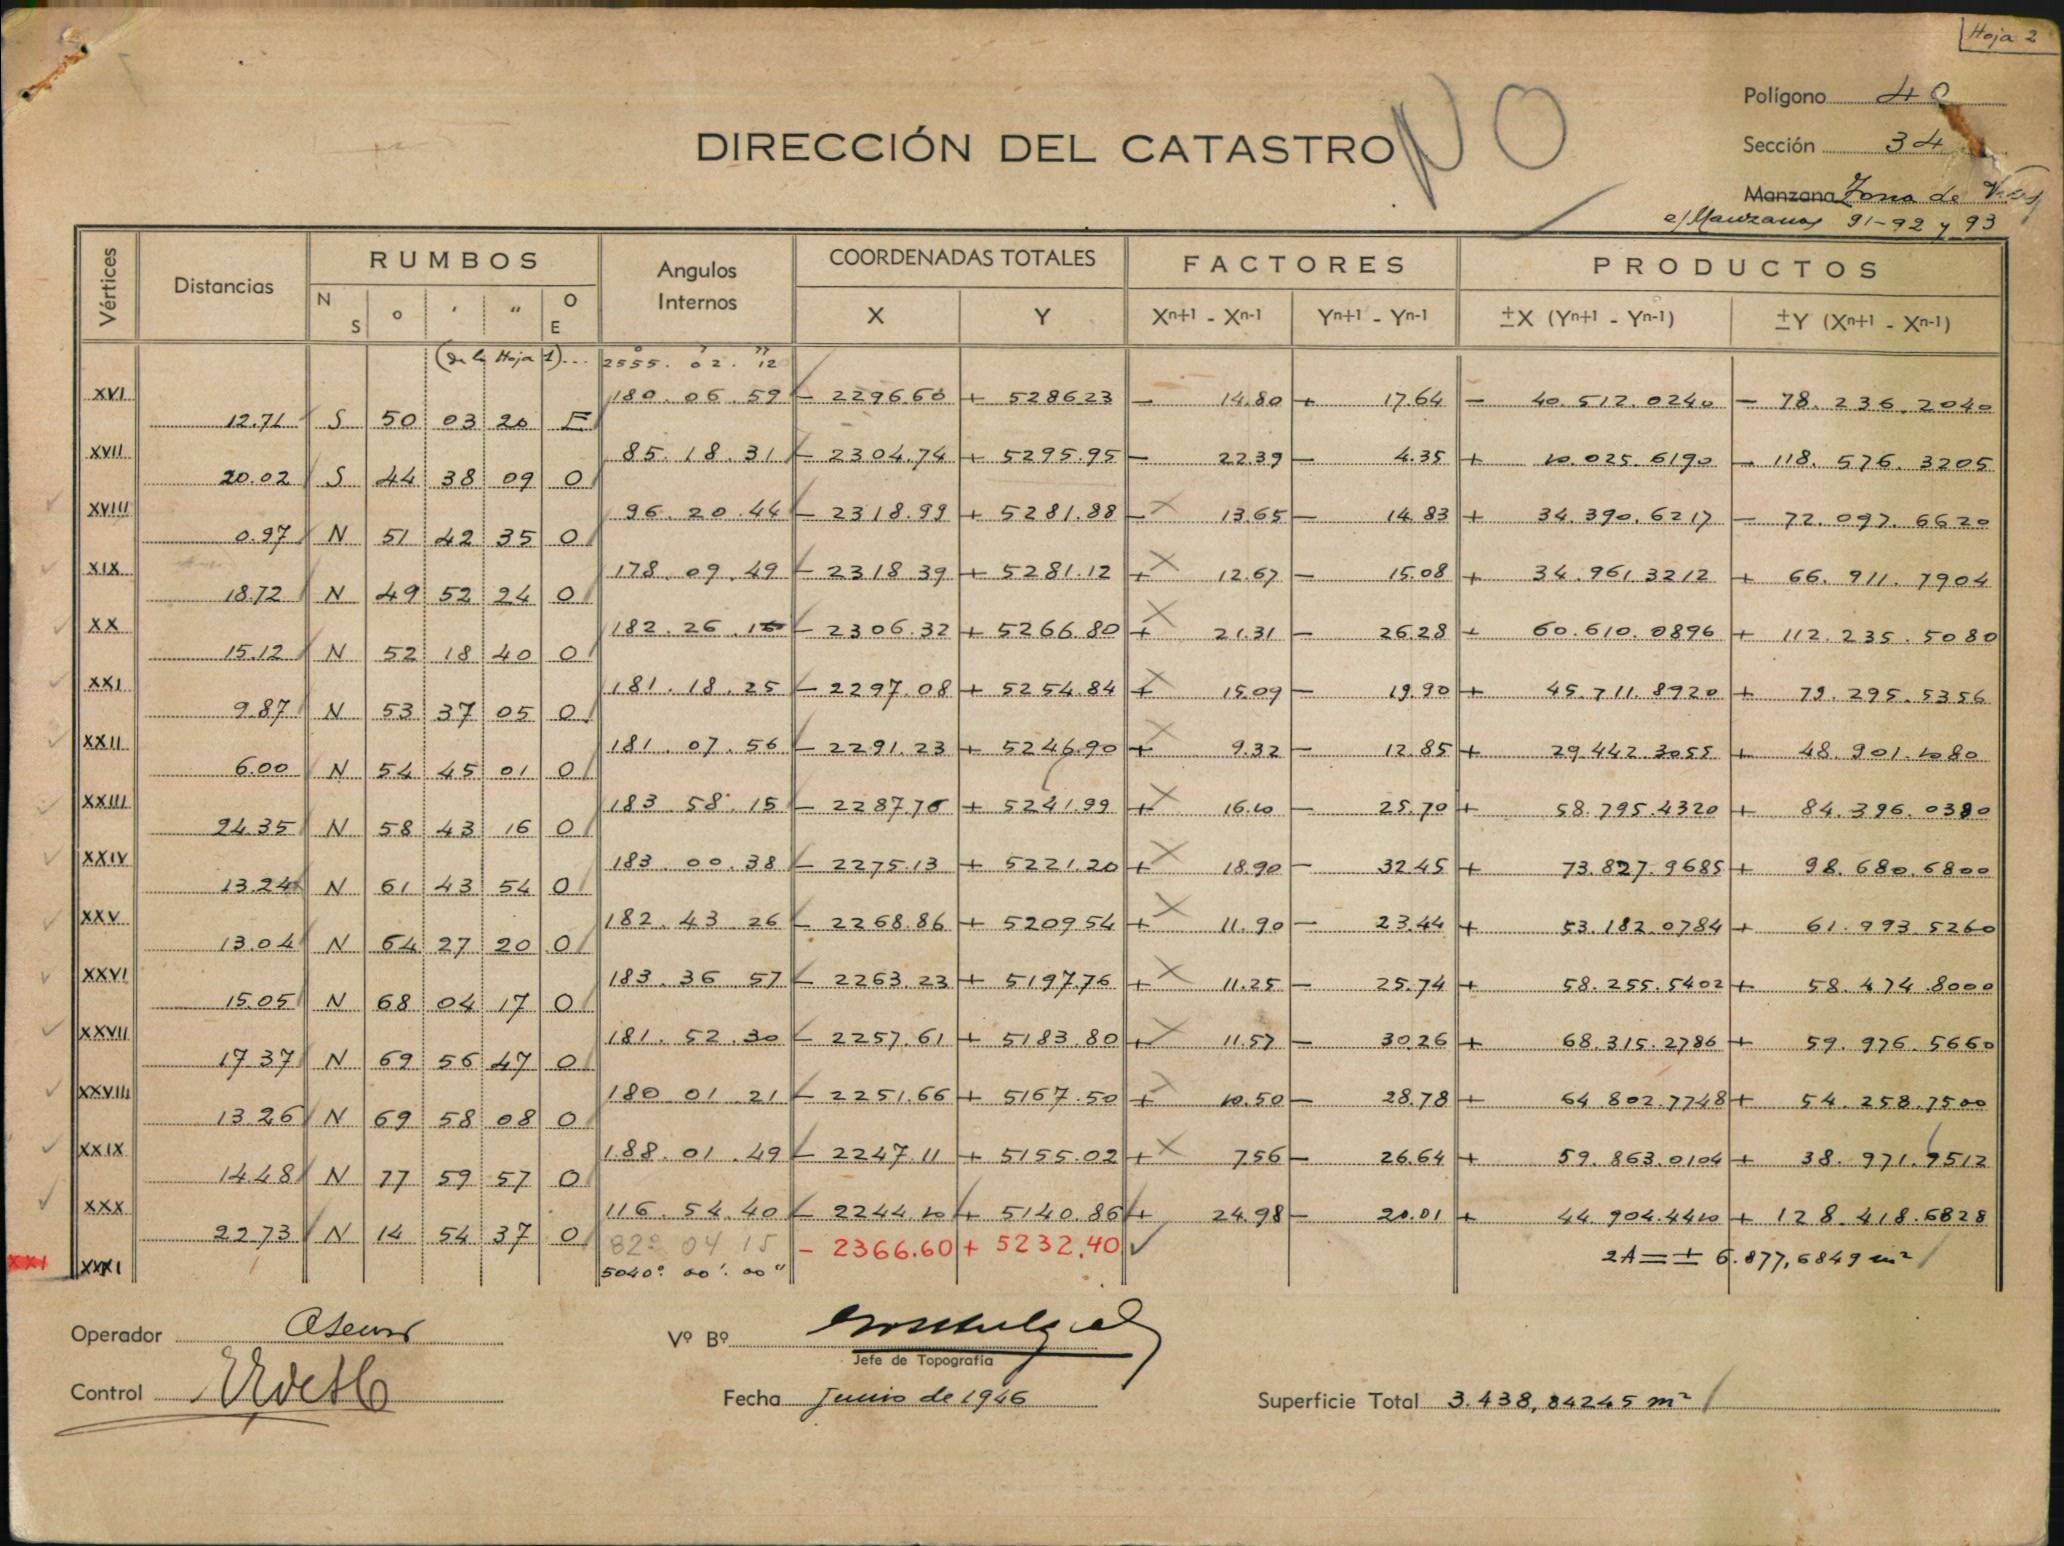 Hoja 2
Polígono 40
DIRECCIÓN DEL CATASTRO NO
Sección 34
Manzana Zona de
e/Manzanas 91-92 y 93
Vértices Distancias RUMBOS Angulos Internos COORDENADAS TOTALES FACTORES PRODUCTOS
N S ° ' " O E X Y Xn+1 - Xn-1 Yn+1 - Yn-1 ±X (Yn+1 - Yn-1) ±Y (Xn+1 - Xn-1)
(de la Hoja 1)... 2555° 02' 12"
XVI 180. 06. 59 - 2296.60 + 5286.23 - 14.80 + 17.64 - 40.512.0240 - 78.236.2040
12.71 S 50 03 20 E
XVII 85. 18. 31 - 2304.74 + 5295.95 - 22.39 - 4.35 + 10.025.6190 - 118.576.3205
20.02 S 44 38 09 O
XVIII 96. 20. 44 - 2318.99 + 5281.88 - 13.65 - 14.83 + 34.390.6217 - 72.097.6620
0.97 N 51 42 35 O
XIX 178. 09. 49 - 2318.39 + 5281.12 + 12.67 - 15.08 + 34.961.3212 + 66.911.7904
18.72 N 49 52 24 O
XX 182. 26. - 2306.32 + 5266.80 + 21.31 - 26.28 + 60.610.0896 + 112.235.5080
15.12 N 52 18 40 O
XXI 181. 18. 25 - 2297.08 + 5254.84 + 15.09 - 19.90 + 45.711.8920 + 79.295.5356
9.87 N 53 37 05 O
XXII 181. 07. 56 - 2291.23 + 5246.90 + 9.32 - 12.85 + 29.442.3055 + 48.901.1080
6.00 N 54 45 01 O
XXIII 183 58. 15 - 2287.76 + 5241.99 + 16.10 - 25.70 + 58.795.4320 + 84.396.0390
24.35 N 58 43 16 O
XXIV 183. 00. 38 - 2275.13 + 5221.20 + 18.90 - 32.45 + 73.827.9685 + 98.680.6800
13.24 N 61 43 54 O
XXV 182. 43 26 - 2268.86 + 5209.54 + 11.90 - 23.44 + 53.182.0784 + 61.993.5260
13.04 N 64 27 20 O
XXVI 183. 36. 57 - 2263.23 + 5197.76 + 11.25 - 25.74 + 58.255.5402 + 58.474.8000
15.05 N 68 04 17 O
XXVII 181. 52. 30 - 2257.61 + 5183.80 + 11.57 - 30.26 + 68.315.2786 + 59.976.5660
17.37 N 69 56 47 O
XXVIII 180 01. 21 - 2251.66 + 5167.50 + 10.50 - 28.78 + 64.802.7748 + 54.258.7500
13.26 N 69 58 08 O
XXIX 188. 01. 49 - 2247.11 + 5155.02 + 7.56 - 26.64 + 59.863.0104 + 38.971.9512
14.48 N 77 59 57 O
XXX 116. 54. 40 - 2244.10 + 5140.86 + 24.98 - 20.01 + 44.904.4410 + 128.418.6828
22.73 N 14 54 37 O
82° 04 15 - 2366.60 + 5232.40
XXI XXXI 5040° 00' 00" 2A = ± 6.877,6849 m²
Operador
Vº Bº
Jefe de Topografía
Control
Fecha Junio de 1946
Superficie Total 3.438,84245 m²